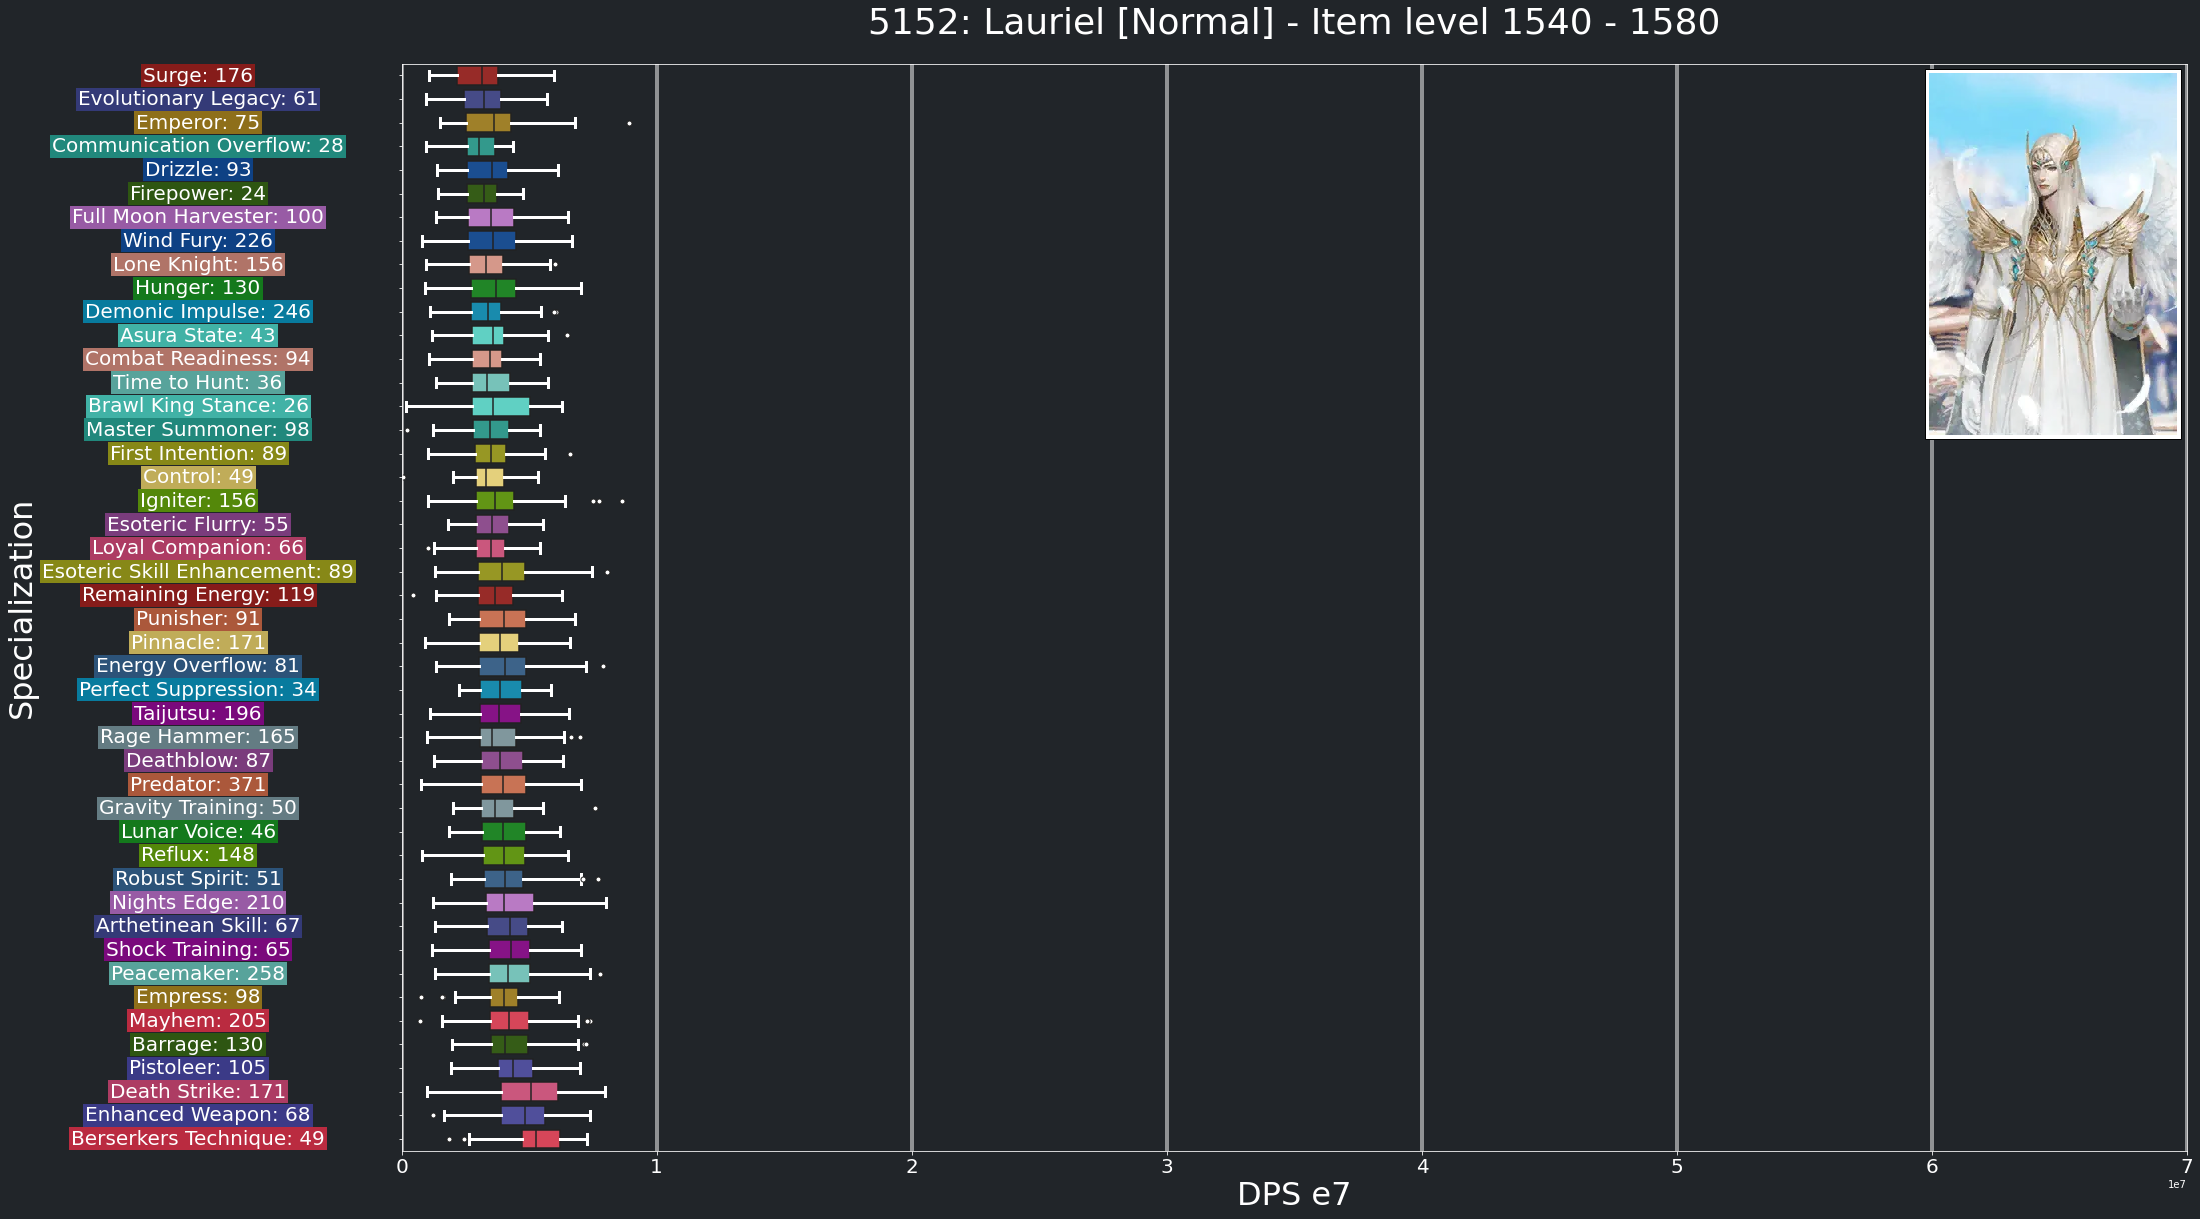 5152: Lauriel [Normal] - Item level 1540 - 1580
Surge: 176
Evolutionary Legacy: 61
Emperor: 75
Communication Overflow: 28
Drizzle: 93
Firepower: 24
Full Moon Harvester: 100
Wind Fury: 226
Lone Knight: 156
Hunger: 130
Demonic Impulse: 246
Asura State: 43
Combat Readiness: 94
Time to Hunt: 36
Brawl King Stance: 26
Master Summoner: 98
First Intention: 89
Control: 49
Igniter: 156
Esoteric Flurry: 55
Loyal Companion: 66
Esoteric Skill Enhancement: 89
Remaining Energy: 119
Punisher: 91
Pinnacle: 171
Energy Overflow: 81
Perfect Suppression: 34
Taijutsu: 196
Rage Hammer: 165
Deathblow: 87
Predator: 371
Gravity Training: 50
Lunar Voice: 46
Reflux: 148
Robust Spirit: 51
Nights Edge: 210
Arthetinean Skill: 67
Shock Training: 65
Peacemaker: 258
Empress: 98
Mayhem: 205
Barrage: 130
Pistoleer: 105
Death Strike: 171
Enhanced Weapon: 68
Berserkers Technique: 49
Specialization
0 1 2 3 4 5 6 7
1e7
DPS e7